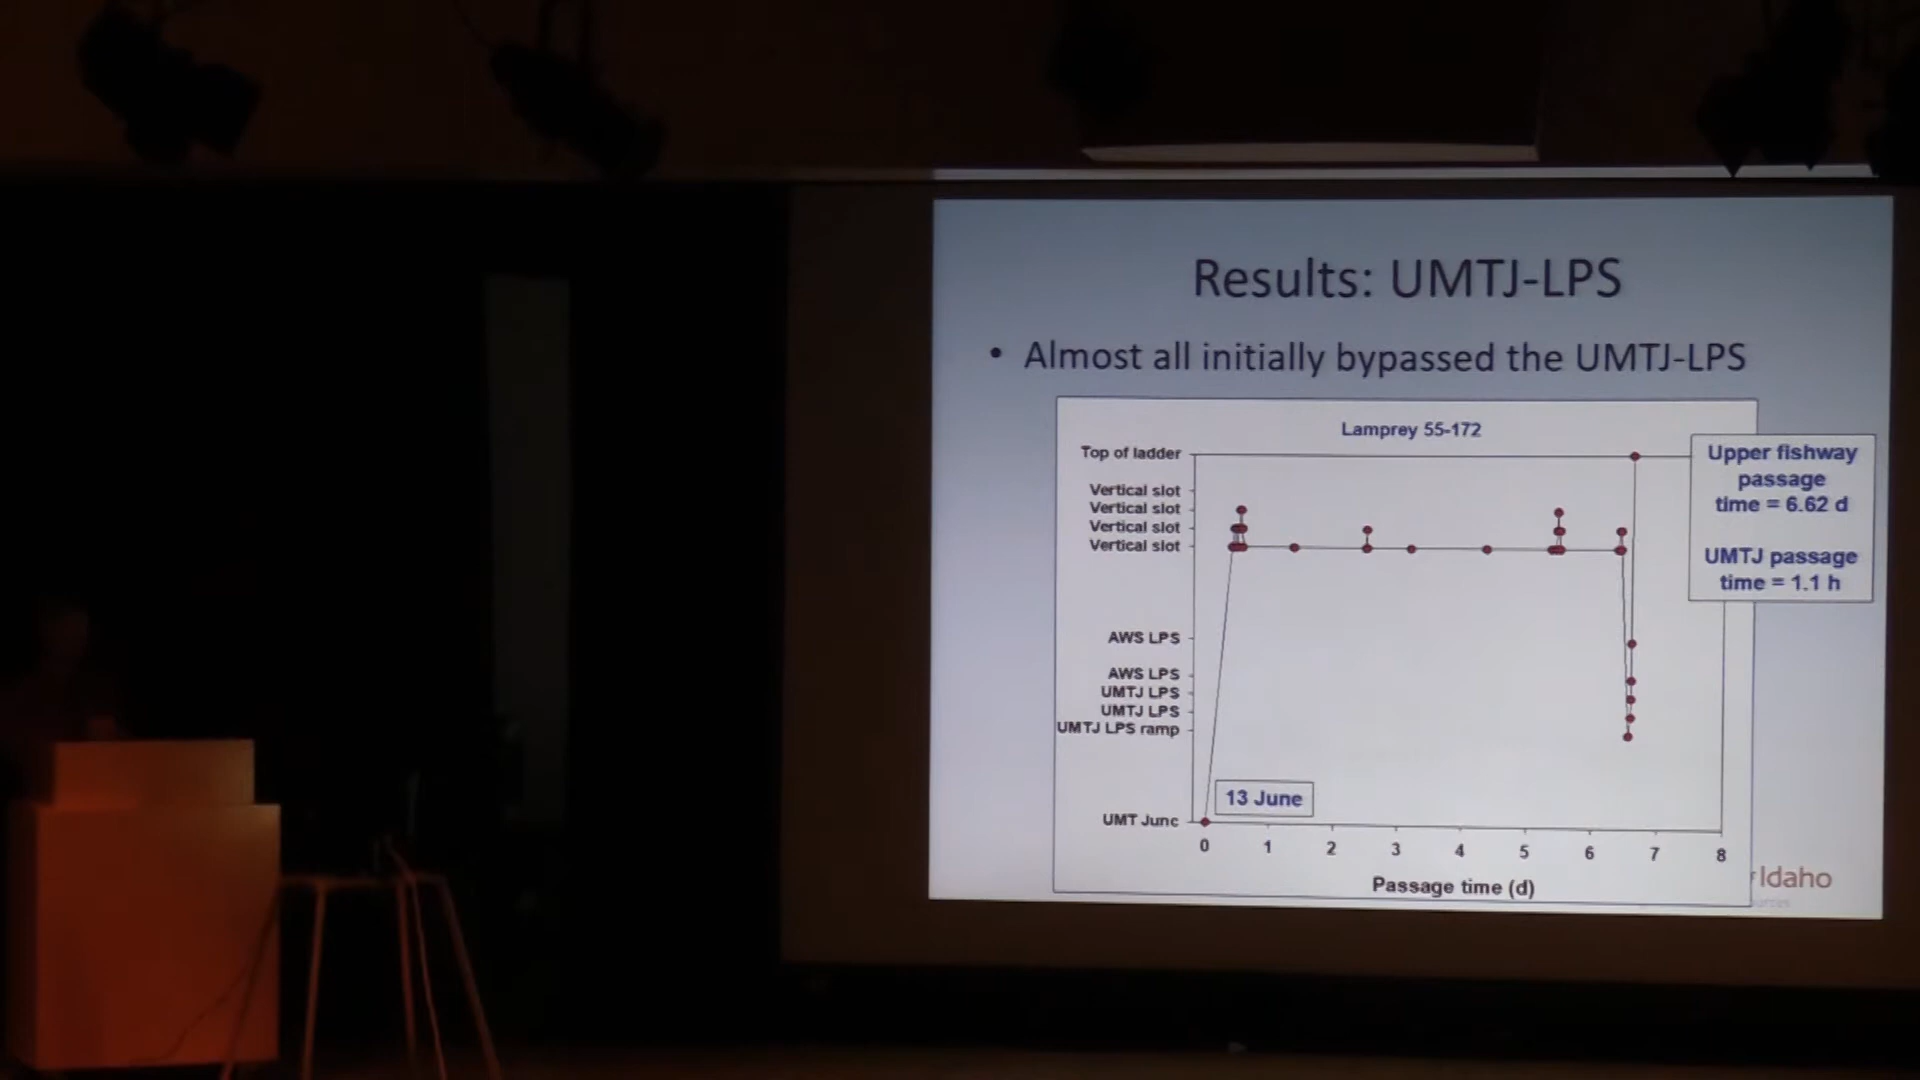 Results: UMTJ-LPS
• Almost all initially bypassed the UMTJ-LPS
Lamprey 55-172
Top of ladder
Vertical slot
Vertical slot
Vertical slot
Vertical slot
AWS LPS
AWS LPS
UMTJ LPS
UMTJ LPS
UMTJ LPS ramp
UMT Junc
13 June
0 1 2 3 4 5 6 7 8
Passage time (d)
Upper fishway
passage
time = 6.62 d
UMTJ passage
time = 1.1 h
Idaho